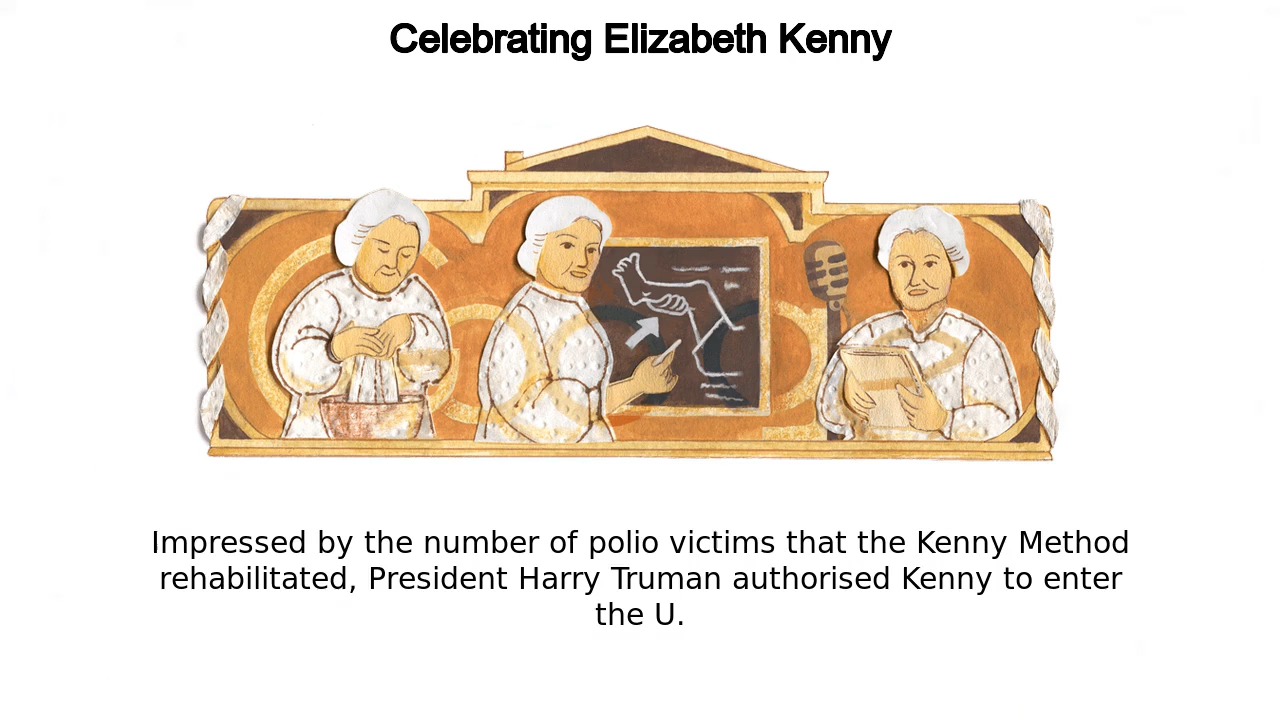 Celebrating Elizabeth Kenny
Impressed by the number of polio victims that the Kenny Method
rehabilitated, President Harry Truman authorised Kenny to enter
the U.